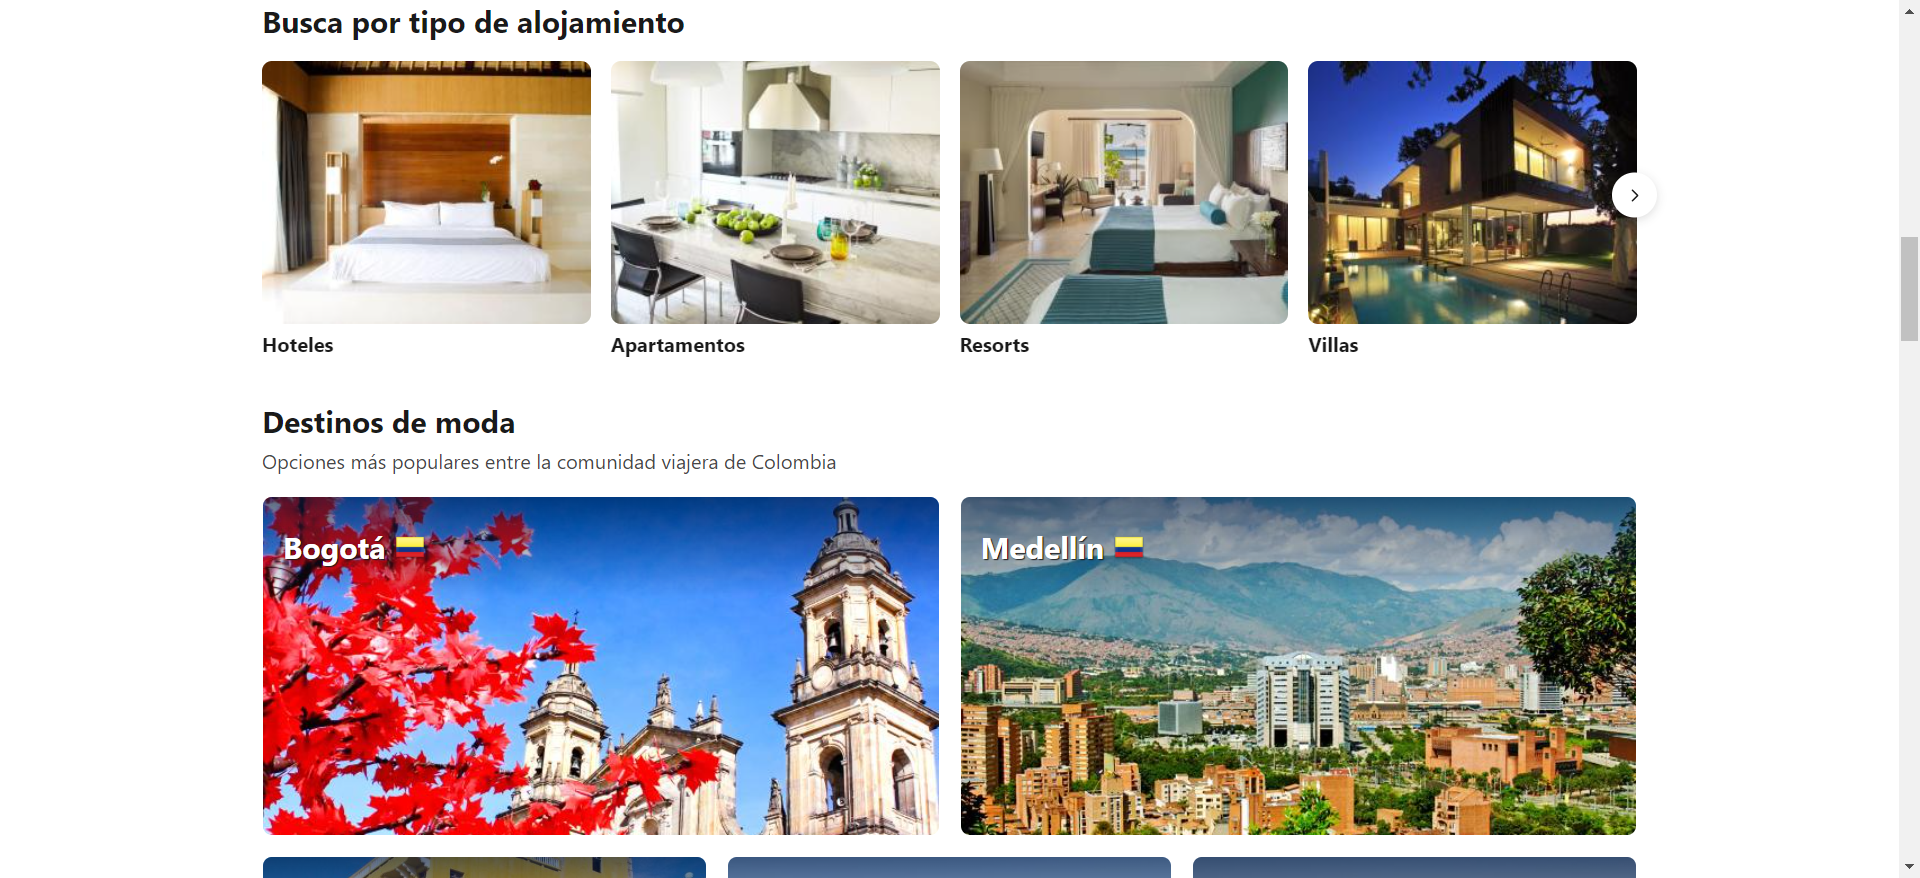 Busca por tipo de alojamiento
Hoteles
Apartamentos
Resorts
Villas
Destinos de moda
Opciones más populares entre la comunidad viajera de Colombia
Bogotá
Medellín